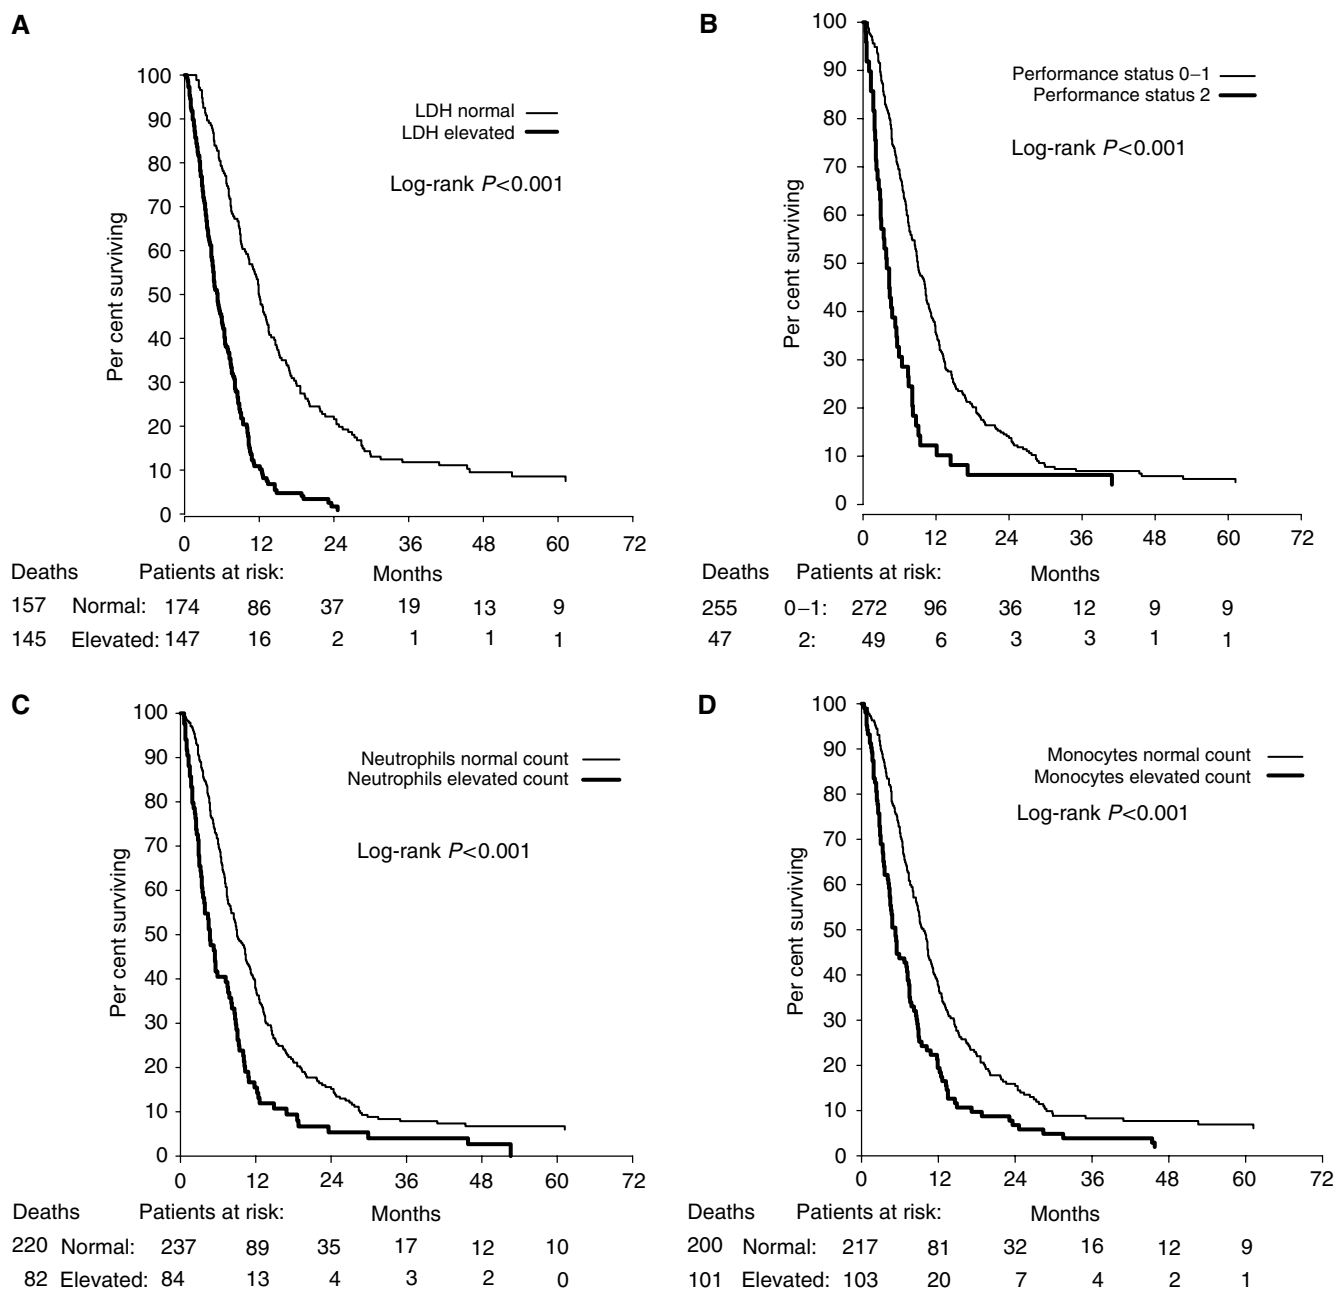 A
100
90
80
70
60
50
40
30
20
10
0
Per cent surviving
LDH normal
LDH elevated
Log-rank P<0.001
0 12 24 36 48 60 72
Deaths Patients at risk: Months
157 Normal: 174 86 37 19 13 9
145 Elevated: 147 16 2 1 1 1
B
100
90
80
70
60
50
40
30
20
10
0
Per cent surviving
Performance status 0–1
Performance status 2
Log-rank P<0.001
0 12 24 36 48 60 72
Deaths Patients at risk: Months
255 0–1: 272 96 36 12 9 9
47 2: 49 6 3 3 1 1
C
100
90
80
70
60
50
40
30
20
10
0
Per cent surviving
Neutrophils normal count
Neutrophils elevated count
Log-rank P<0.001
0 12 24 36 48 60 72
Deaths Patients at risk: Months
220 Normal: 237 89 35 17 12 10
82 Elevated: 84 13 4 3 2 0
D
100
90
80
70
60
50
40
30
20
10
0
Per cent surviving
Monocytes normal count
Monocytes elevated count
Log-rank P<0.001
0 12 24 36 48 60 72
Deaths Patients at risk: Months
200 Normal: 217 81 32 16 12 9
101 Elevated: 103 20 7 4 2 1